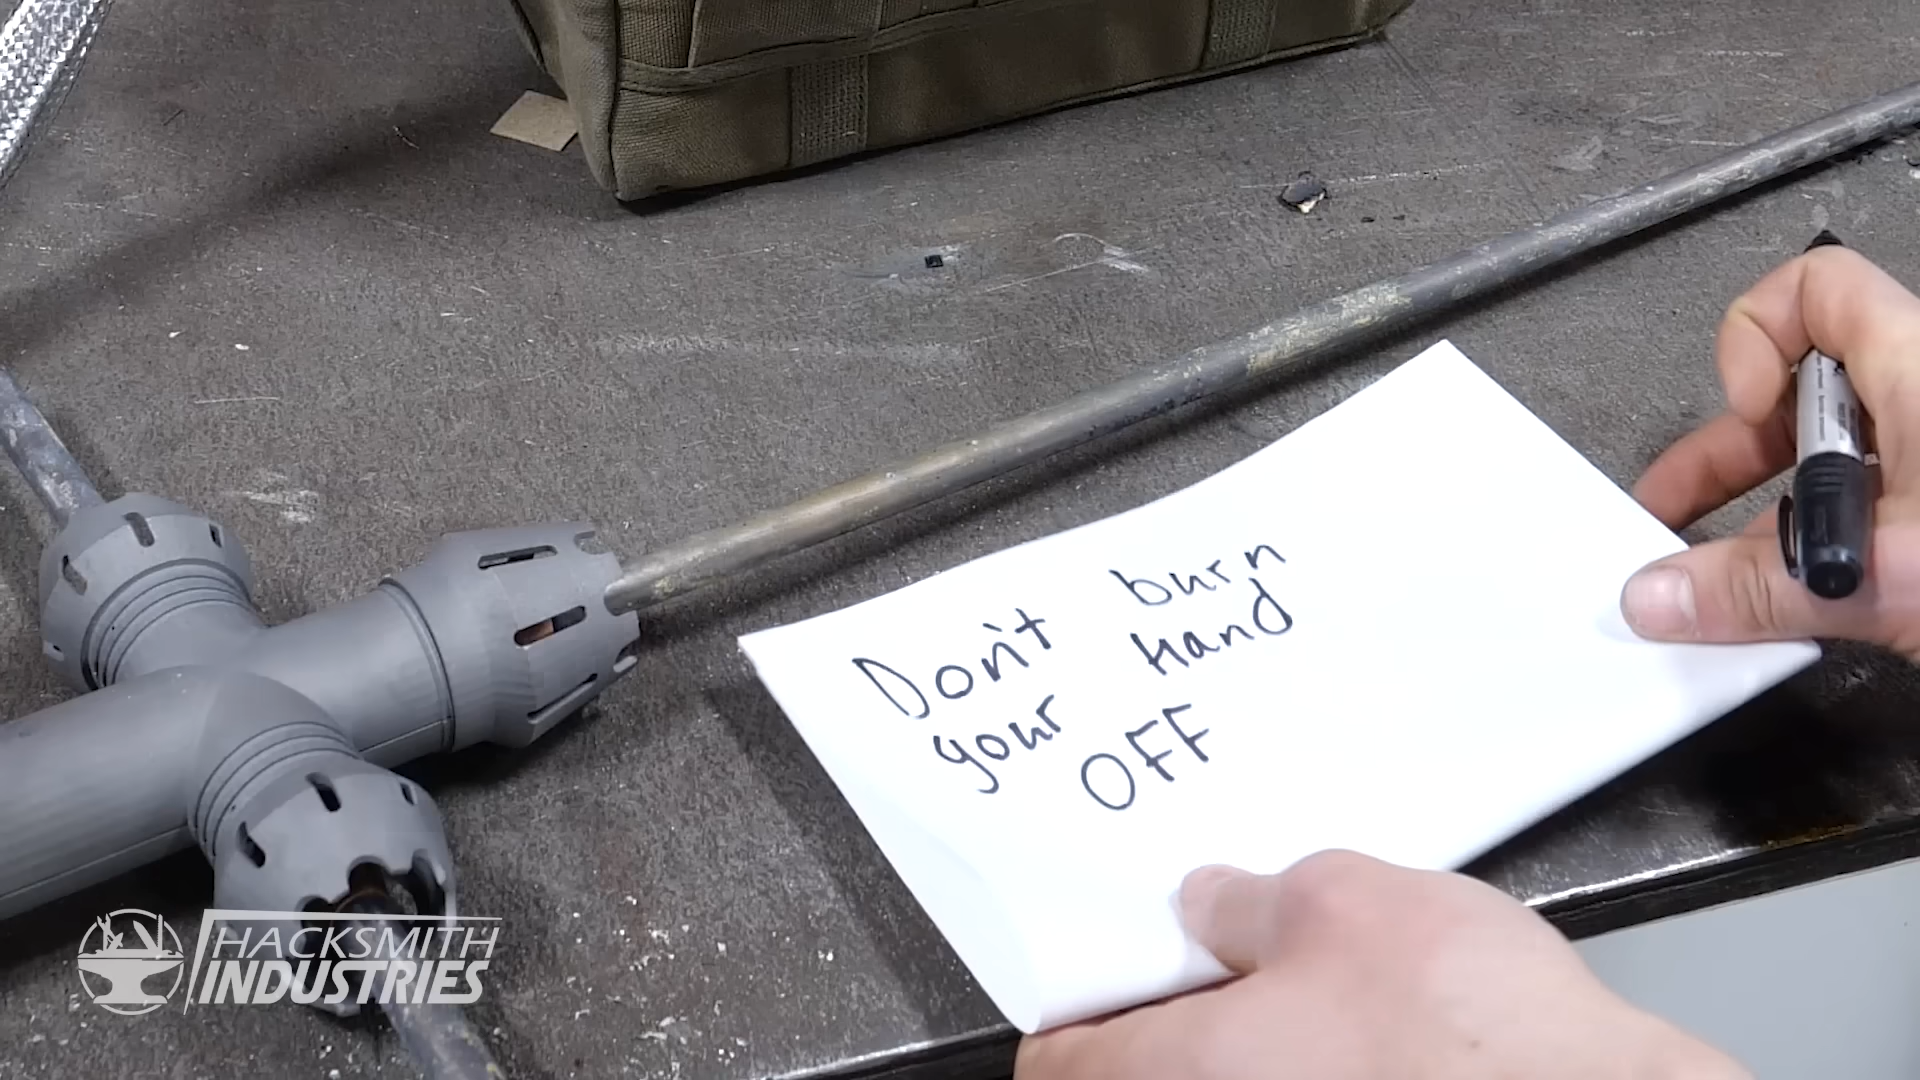 Don't burn
your Hand
OFF
HACKSMITH
INDUSTRIES